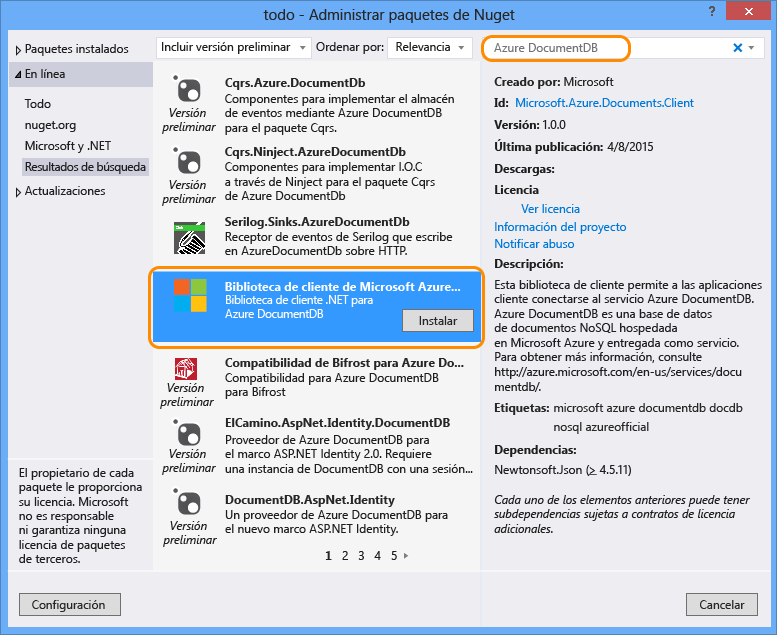 todo - Administrar paquetes de Nuget
?
Paquetes instalados
En línea
Todo
nuget.org
Microsoft y .NET
Resultados de búsqueda
Actualizaciones
El propietario de cada
paquete le proporciona
su licencia. Microsoft
no es responsable
ni garantiza ninguna
licencia de paquetes
de terceros.
Configuración
Incluir versión preliminar
Ordenar por:
Relevancia
Cqrs.Azure.DocumentDb
Componentes para implementar el almacén
de eventos mediante Azure DocumentDB
para el paquete Cqrs.
Versión
preliminar
Cqrs.Ninject.AzureDocumentDb
Componentes para implementar I.O.C
a través de Ninject para el paquete Cqrs
de Azure DocumentDb
Versión
preliminar
Serilog.Sinks.AzureDocumentDb
Receptor de eventos de Serilog que escribe
en AzureDocumentDb sobre HTTP.
Biblioteca de cliente de Microsoft Azure...
Biblioteca de cliente .NET para
Azure DocumentDB
Instalar
Compatibilidad de Bifrost para Azure Do...
Compatibilidad para Azure DocumentDB
para Bifrost
Versión
preliminar
ElCamino.AspNet.Identity.DocumentDB
Proveedor de Azure DocumentDB para
el marco ASP.NET Identity 2.0. Requiere
una instancia de DocumentDB con una sesión...
Versión
preliminar
DocumentDB.AspNet.Identity
Un proveedor de Azure DocumentDB para
el nuevo marco ASP.NET Identity.
Versión
preliminar
1 2 3 4 5
Azure DocumentDB
Creado por: Microsoft
Id: Microsoft.Azure.Documents.Client
Versión: 1.0.0
Última publicación: 4/8/2015
Descargas:
Licencia
Ver licencia
Información del proyecto
Notificar abuso
Descripción:
Esta biblioteca de cliente permite a las aplicaciones
cliente conectarse al servicio Azure DocumentDB.
Azure DocumentDB es una base de datos
de documentos NoSQL hospedada
en Microsoft Azure y entregada como servicio.
Para obtener más información, consulte
http://azure.microsoft.com/en-us/services/docu
mentdb/.
Etiquetas: microsoft azure documentdb docdb
nosql azureofficial
Dependencias:
Newtonsoft.Json (≥ 4.5.11)
Cada uno de los elementos anteriores puede tener
subdependencias sujetas a contratos de licencia
adicionales.
Cancelar